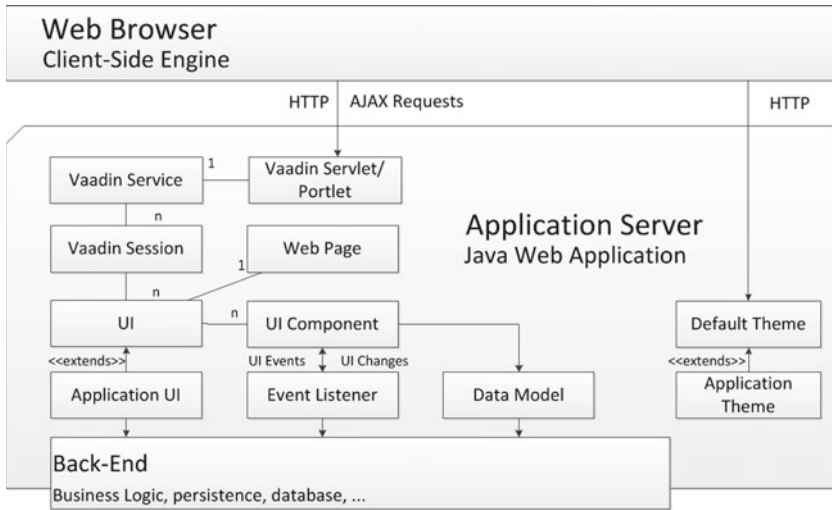 Web Browser
Client-Side Engine
HTTP
AJAX Requests
HTTP
Vaadin Service
1
Vaadin Servlet/
Portlet
n
Application Server
Java Web Application
Vaadin Session
Web Page
1
n
UI
n
UI Component
Default Theme
<<extends>>
UI Events
UI Changes
<<extends>>
Application UI
Event Listener
Data Model
Application
Theme
Back-End
Business Logic, persistence, database, ...